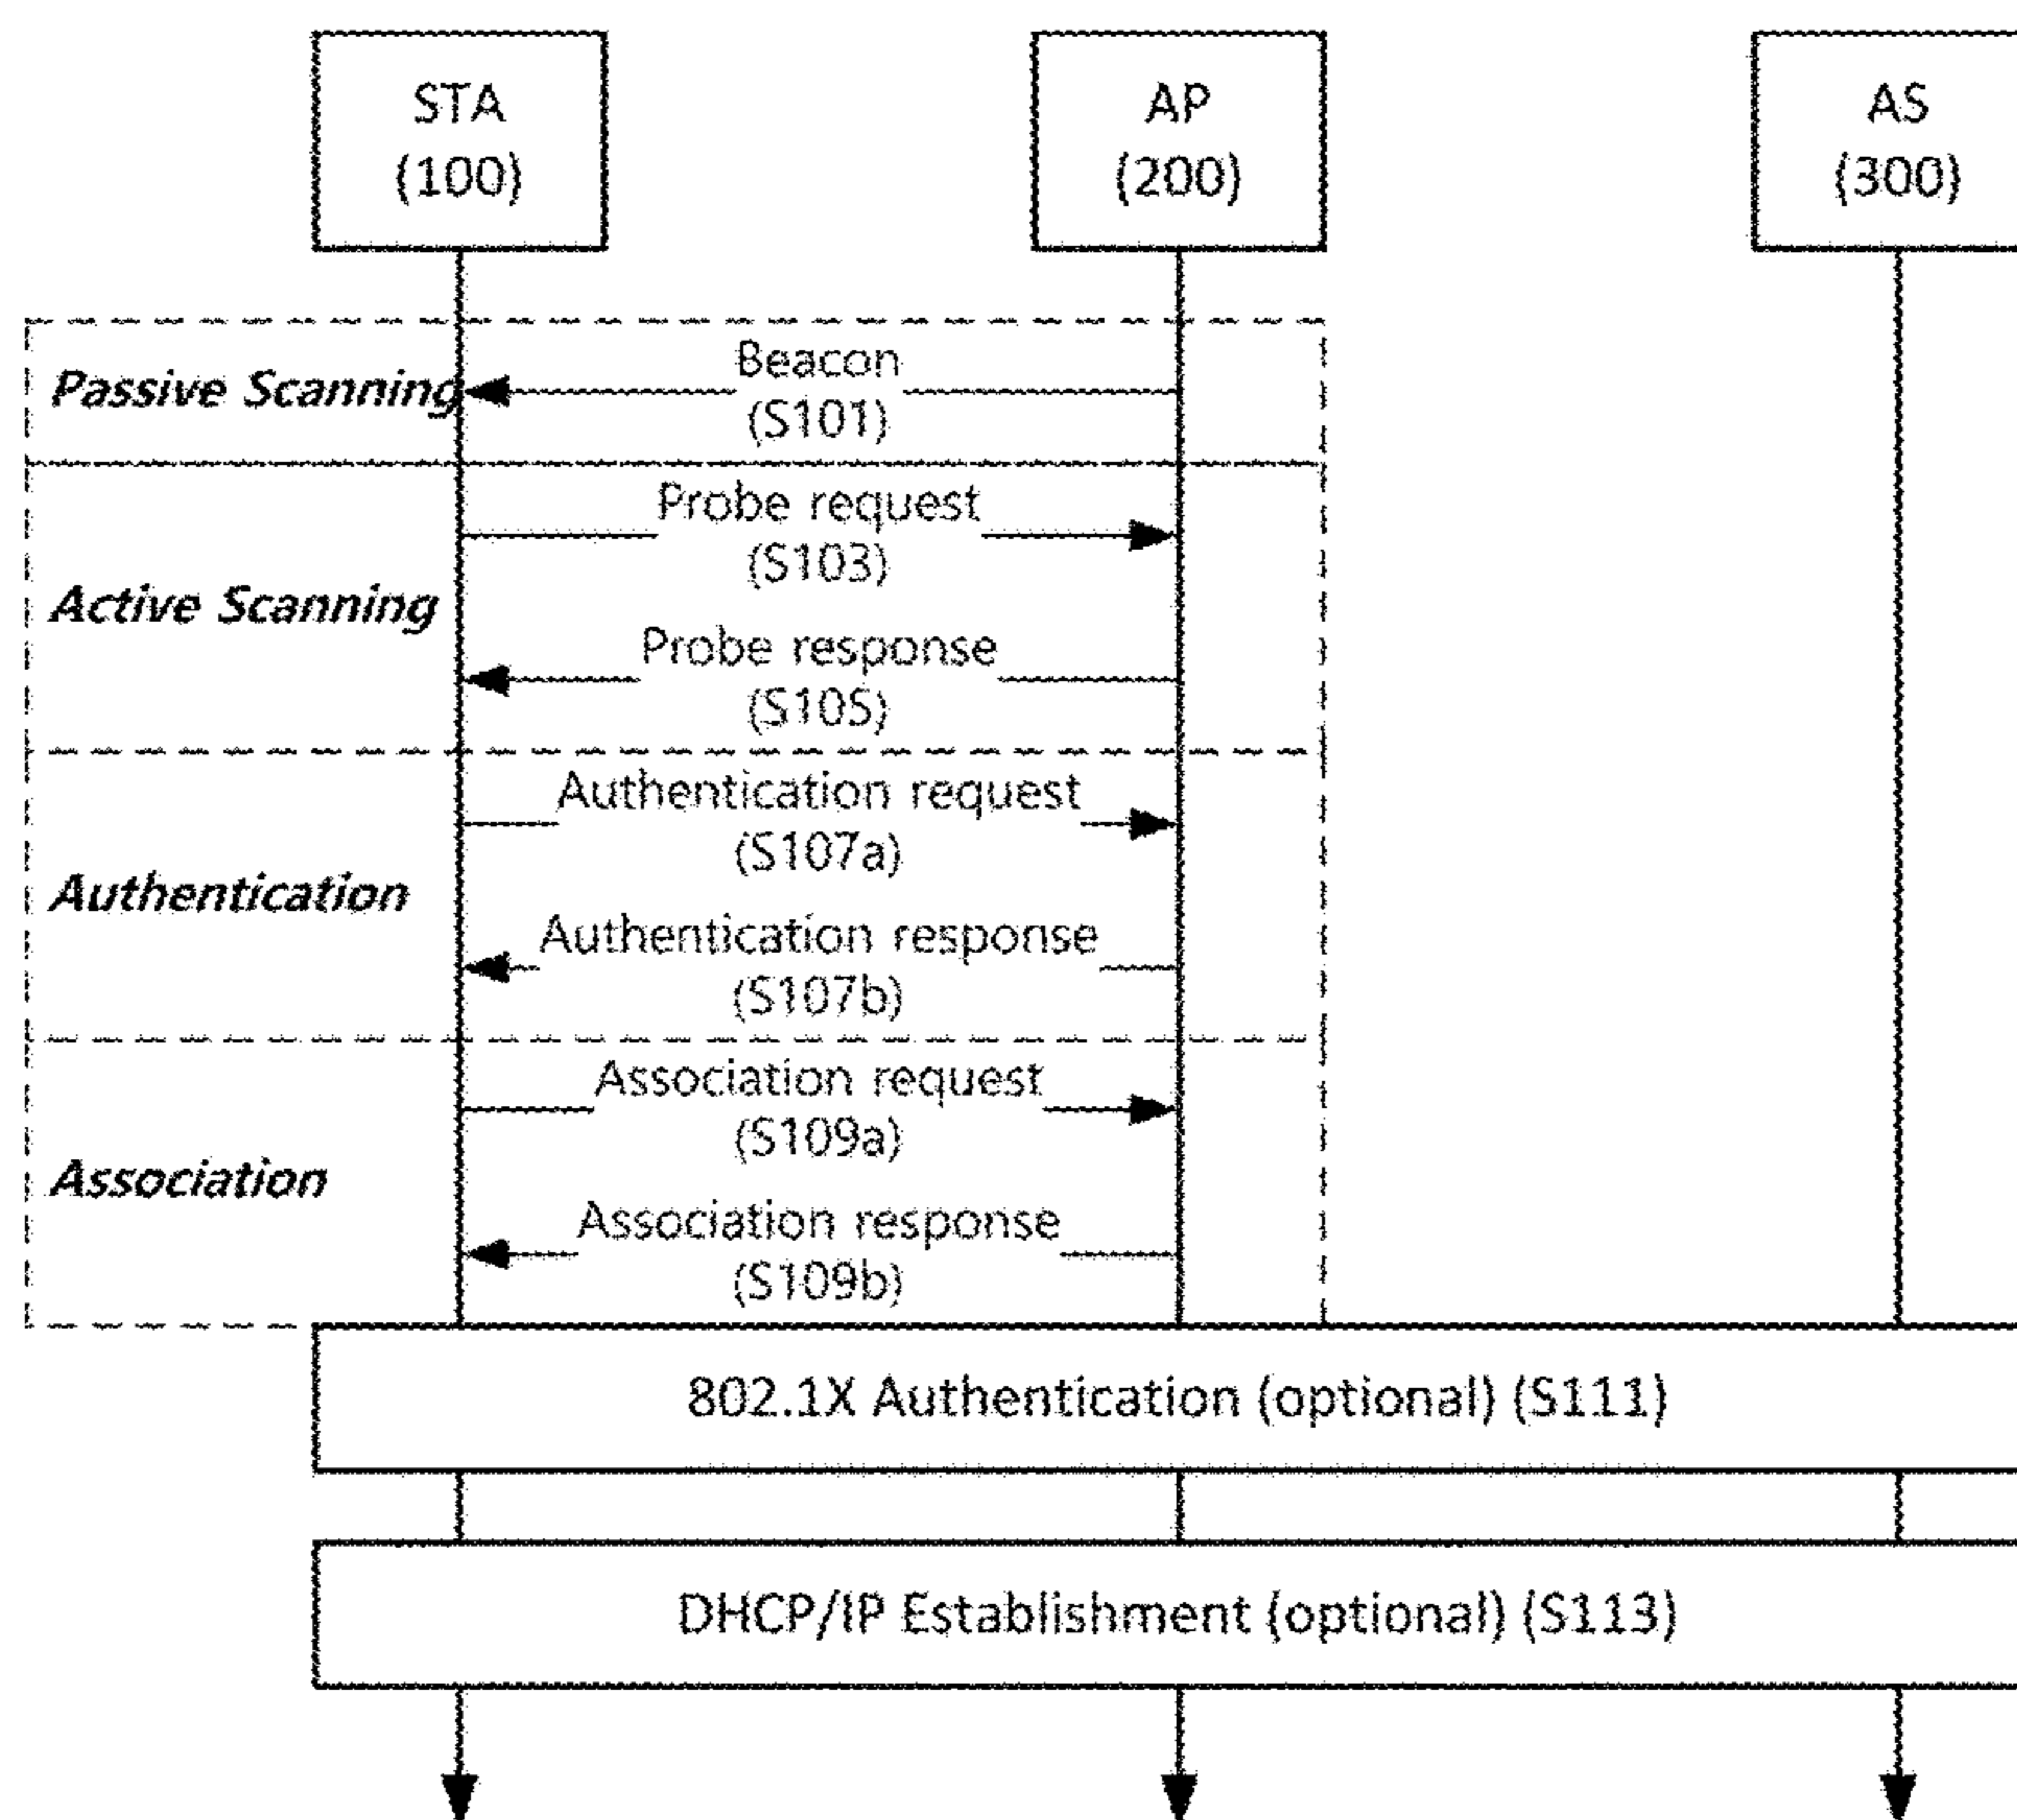 STA
(100)
AP
(200)
AS
(300)
Passive Scanning
Beacon
(S101)
Active Scanning
Probe request
(S103)
Probe response
(S105)
Authentication
Authentication request
(S107a)
Authentication response
(S107b)
Association
Association request
(S109a)
Association response
(S109b)
802.1X Authentication (optional) (S111)
DHCP/IP Establishment (optional) (S113)